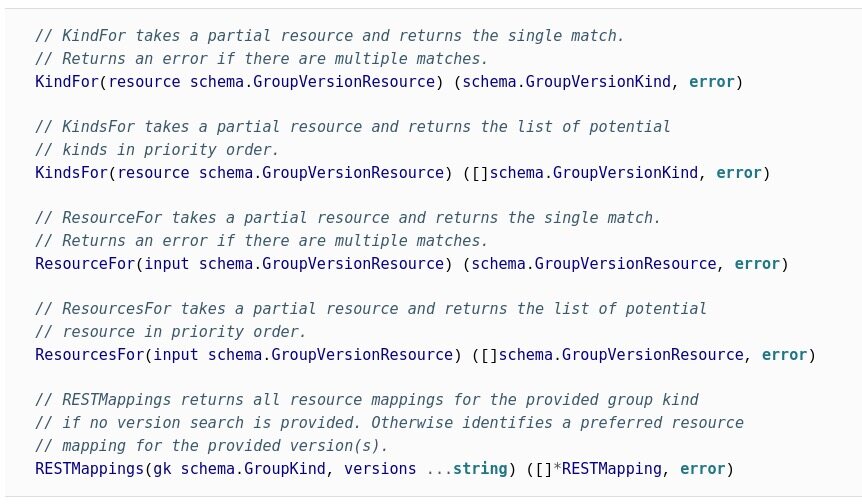 // KindFor takes a partial resource and returns the single match.
// Returns an error if there are multiple matches.
KindFor(resource schema.GroupVersionResource) (schema.GroupVersionKind, error)
// KindsFor takes a partial resource and returns the list of potential
// kinds in priority order.
KindsFor(resource schema.GroupVersionResource) ([]schema.GroupVersionKind, error)
// ResourceFor takes a partial resource and returns the single match.
// Returns an error if there are multiple matches.
ResourceFor(input schema.GroupVersionResource) (schema.GroupVersionResource, error)
// ResourcesFor takes a partial resource and returns the list of potential
// resource in priority order.
ResourcesFor(input schema.GroupVersionResource) ([]schema.GroupVersionResource, error)
// RESTMappings returns all resource mappings for the provided group kind
// if no version search is provided. Otherwise identifies a preferred resource
// mapping for the provided version(s).
RESTMappings(gk schema.GroupKind, versions ...string) ([]*RESTMapping, error)